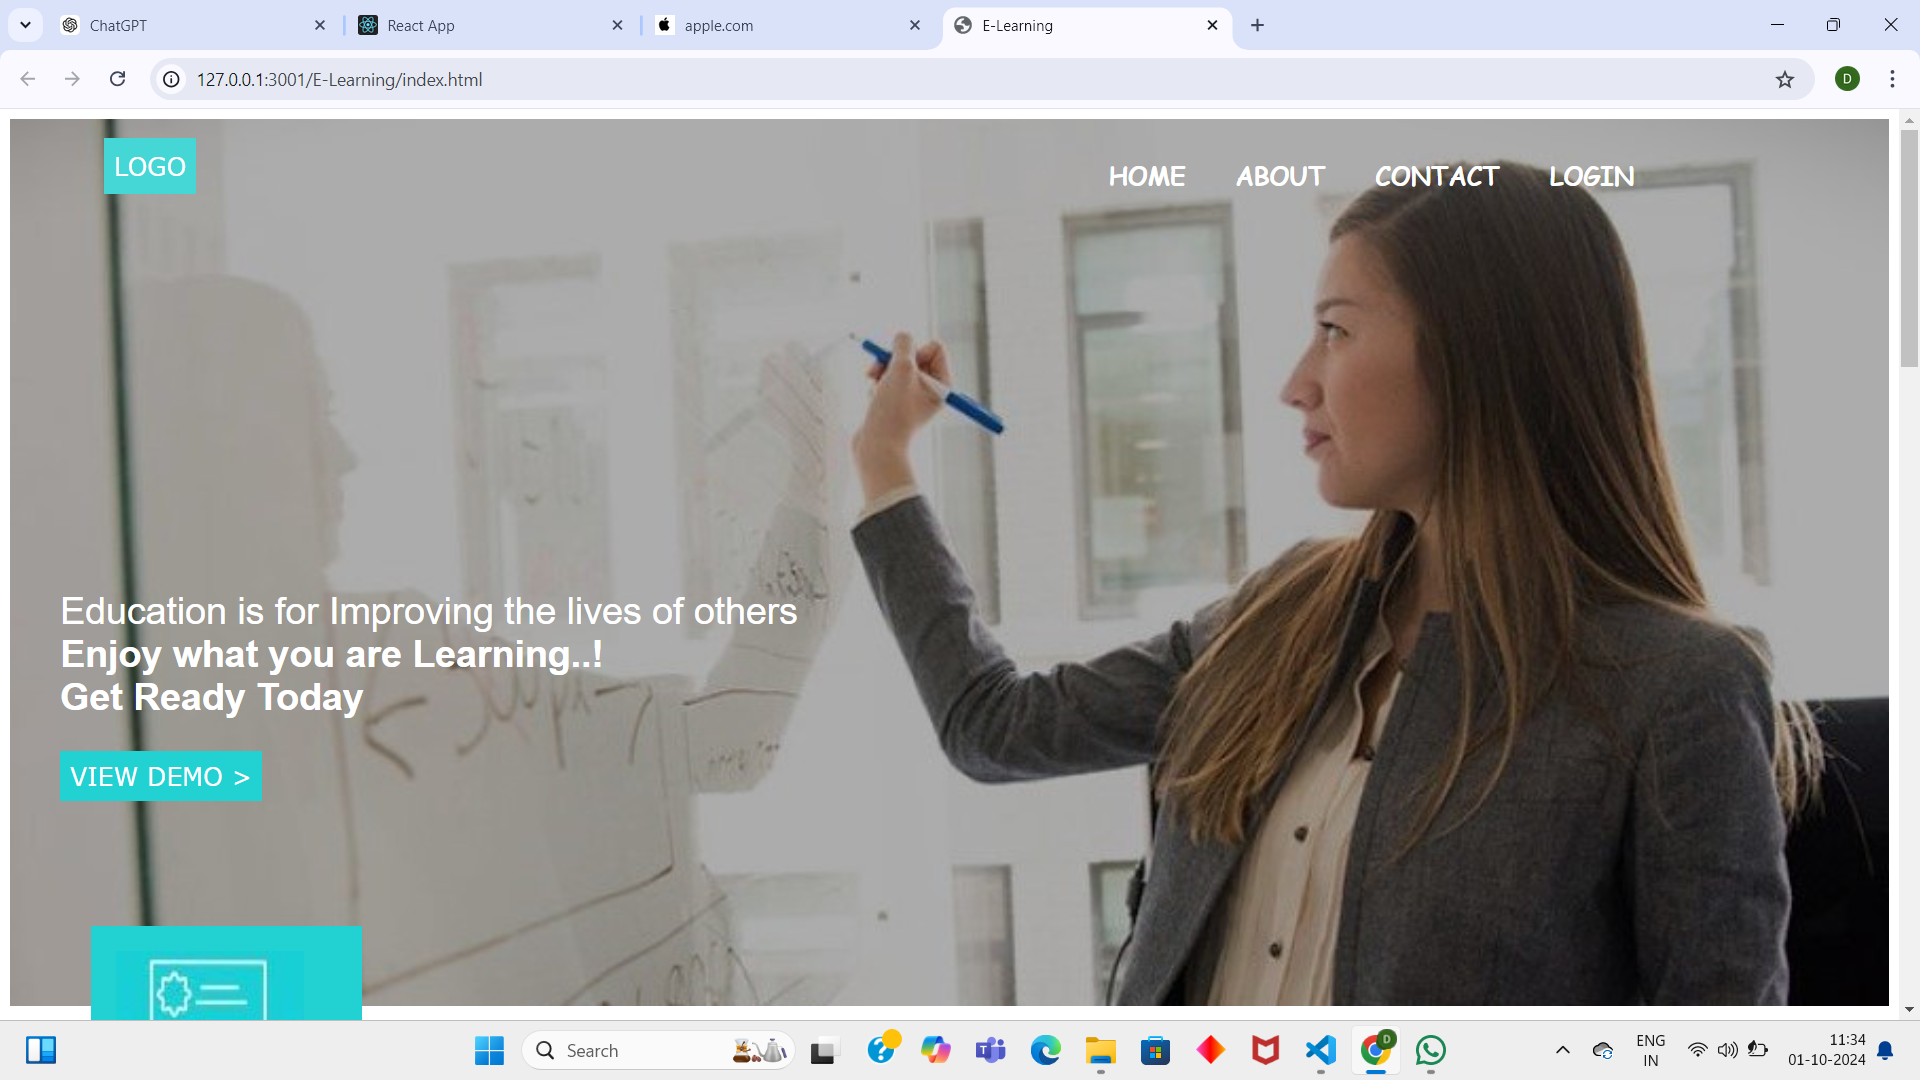 ChatGPT
React App
apple.com
E-Learning
127.0.0.1:3001/E-Learning/index.html
D
LOGO
HOME ABOUT CONTACT LOGIN
Education is for Improving the lives of others
Enjoy what you are Learning..!
Get Ready Today
VIEW DEMO >
Search
D
ENG
IN
11:34
01-10-2024